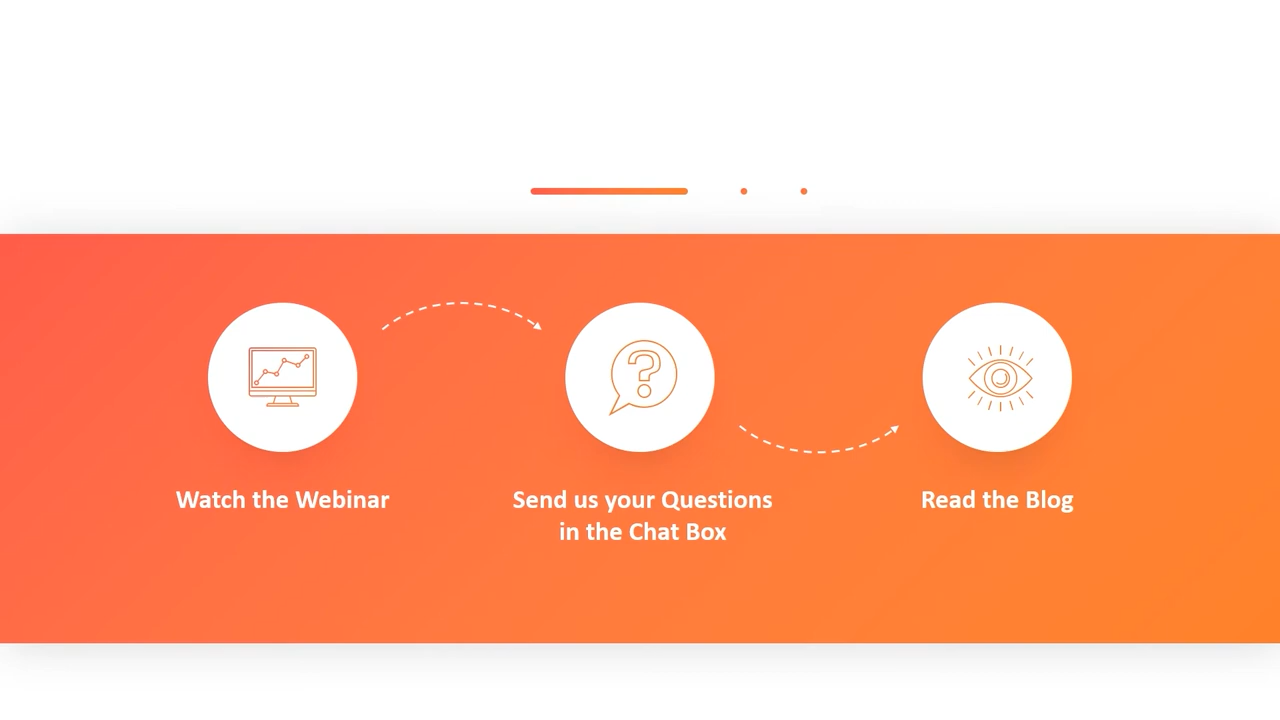 Watch the Webinar
Send us your Questions
in the Chat Box
Read the Blog